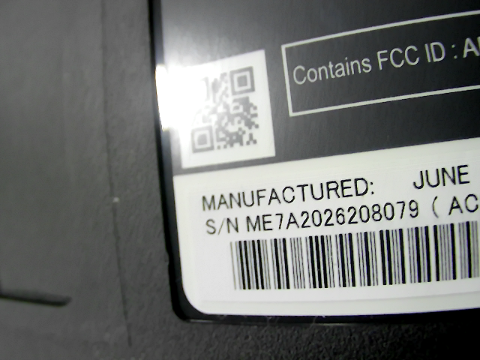 Contains FCC ID : A
MANUFACTURED: JUNE
S/N ME7A2026208079 ( AC